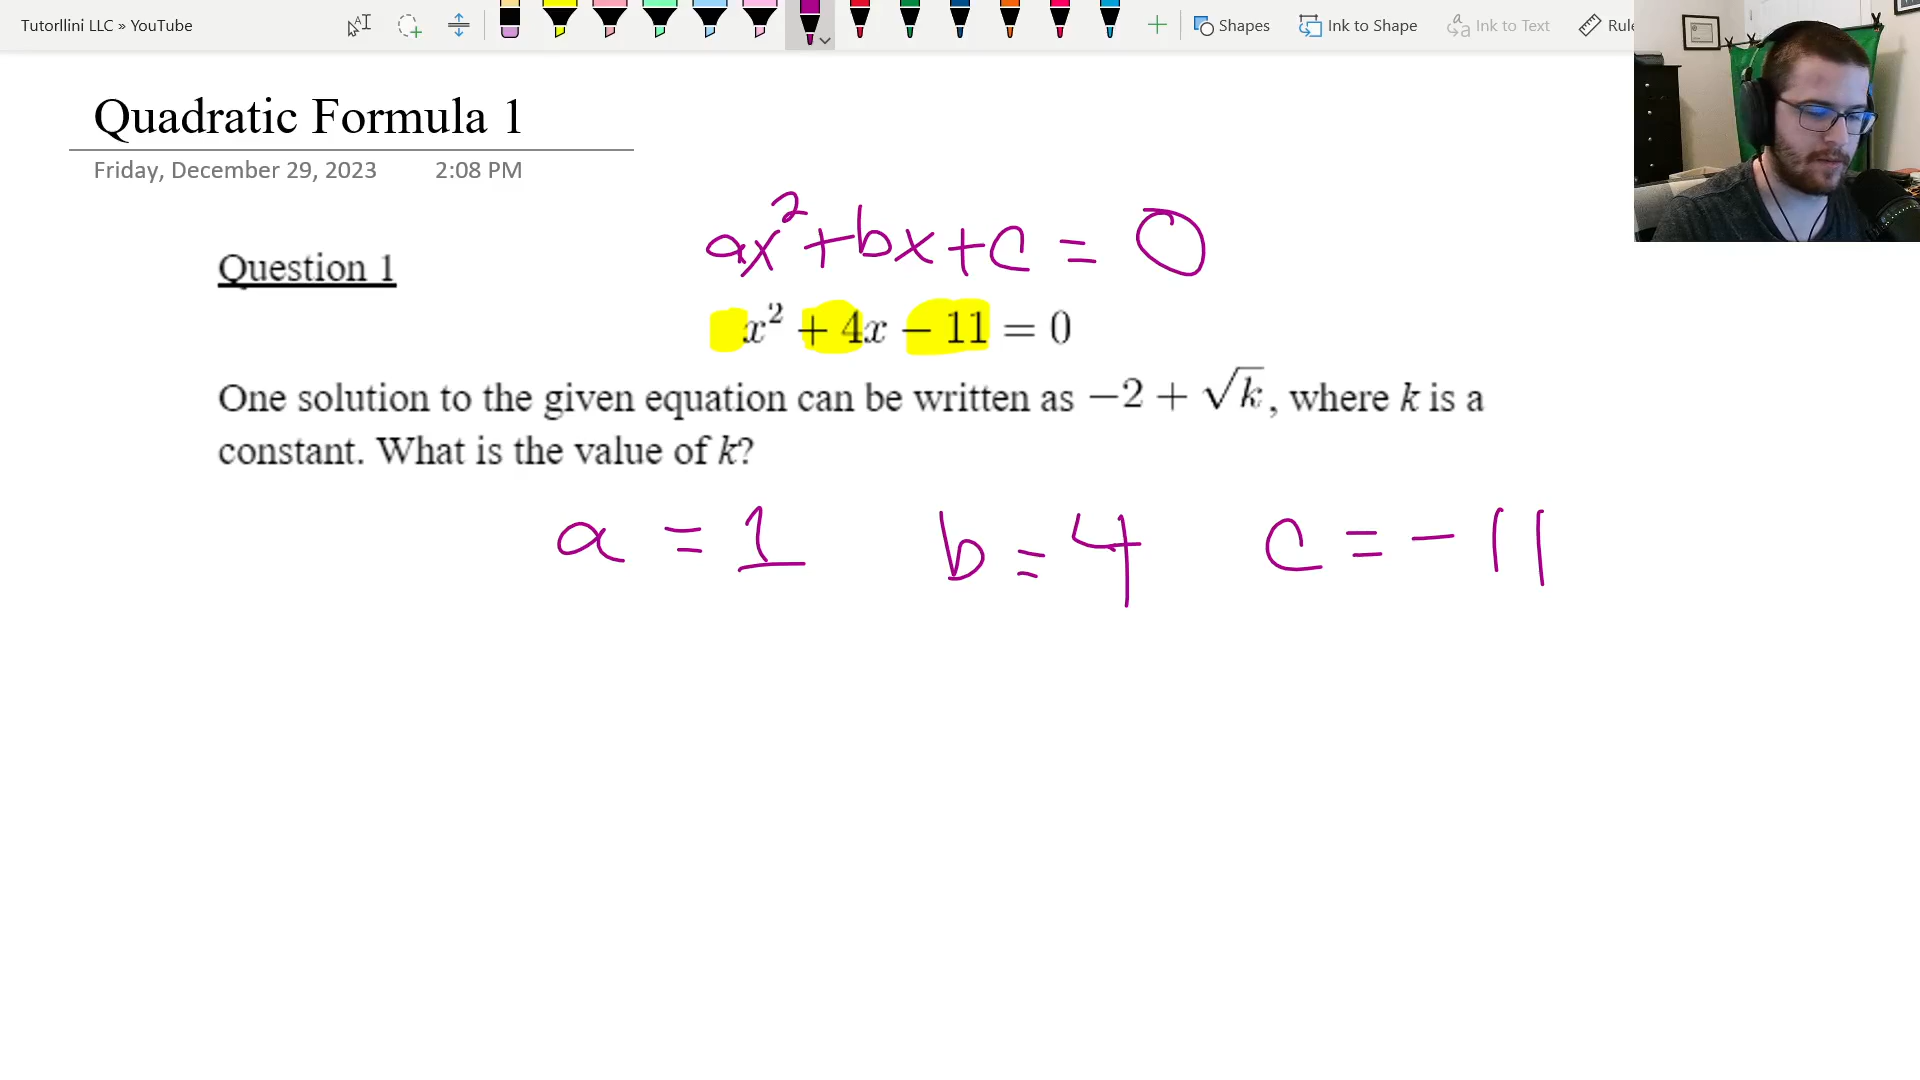 Tutorllini LLC » YouTube
Shapes
Ink to Shape
Ink to Text
Quadratic Formula 1
Friday, December 29, 2023 2:08 PM
ax² + bx + c = 0
Question 1
x² + 4x − 11 = 0
One solution to the given equation can be written as −2 + √k, where k is a
constant. What is the value of k?
a = 1 b = 4 c = -11